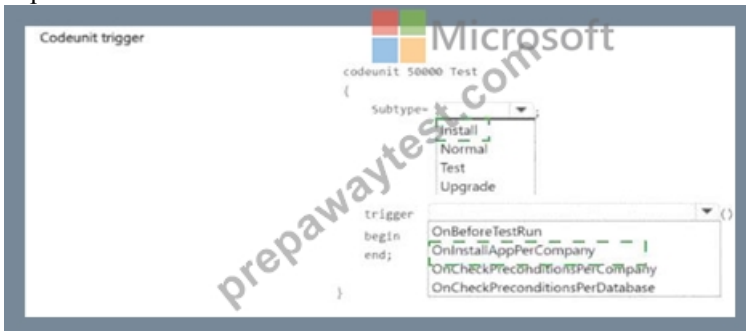 Codeunit trigger
Microsoft
codeunit 50000 Test
{
Subtype= ;
Install
Normal
Test
Upgrade
trigger ()
begin
OnBeforeTestRun
end;
OnInstallAppPerCompany
OnCheckPreconditionsPerCompany
OnCheckPreconditionsPerDatabase
}
prepawaytest.com